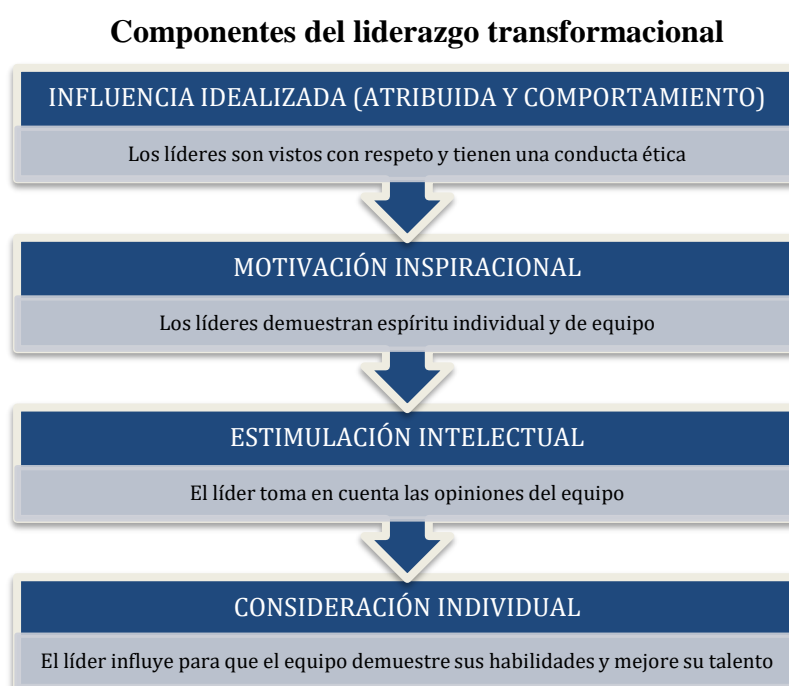 Componentes del liderazgo transformacional
INFLUENCIA IDEALIZADA (ATRIBUIDA Y COMPORTAMIENTO)
Los líderes son vistos con respeto y tienen una conducta ética
MOTIVACIÓN INSPIRACIONAL
Los líderes demuestran espíritu individual y de equipo
ESTIMULACIÓN INTELECTUAL
El líder toma en cuenta las opiniones del equipo
CONSIDERACIÓN INDIVIDUAL
El líder influye para que el equipo demuestre sus habilidades y mejore su talento